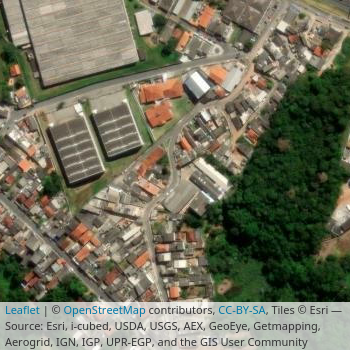 Leaflet | © OpenStreetMap contributors, CC-BY-SA, Tiles © Esri —
Source: Esri, i-cubed, USDA, USGS, AEX, GeoEye, Getmapping,
Aerogrid, IGN, IGP, UPR-EGP, and the GIS User Community